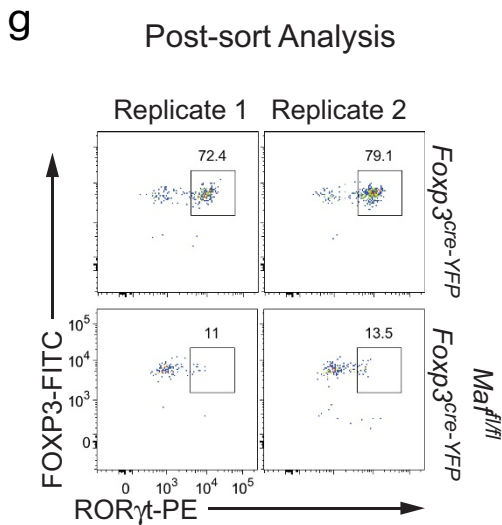 g
Post-sort Analysis
Replicate 1 Replicate 2
72.4 79.1
Foxp3cre-YFP
11 13.5
Maffl/fl
Foxp3cre-YFP
FOXP3-FITC
10⁵
10⁴
10³
0
0 10³ 10⁴ 10⁵
RORγt-PE